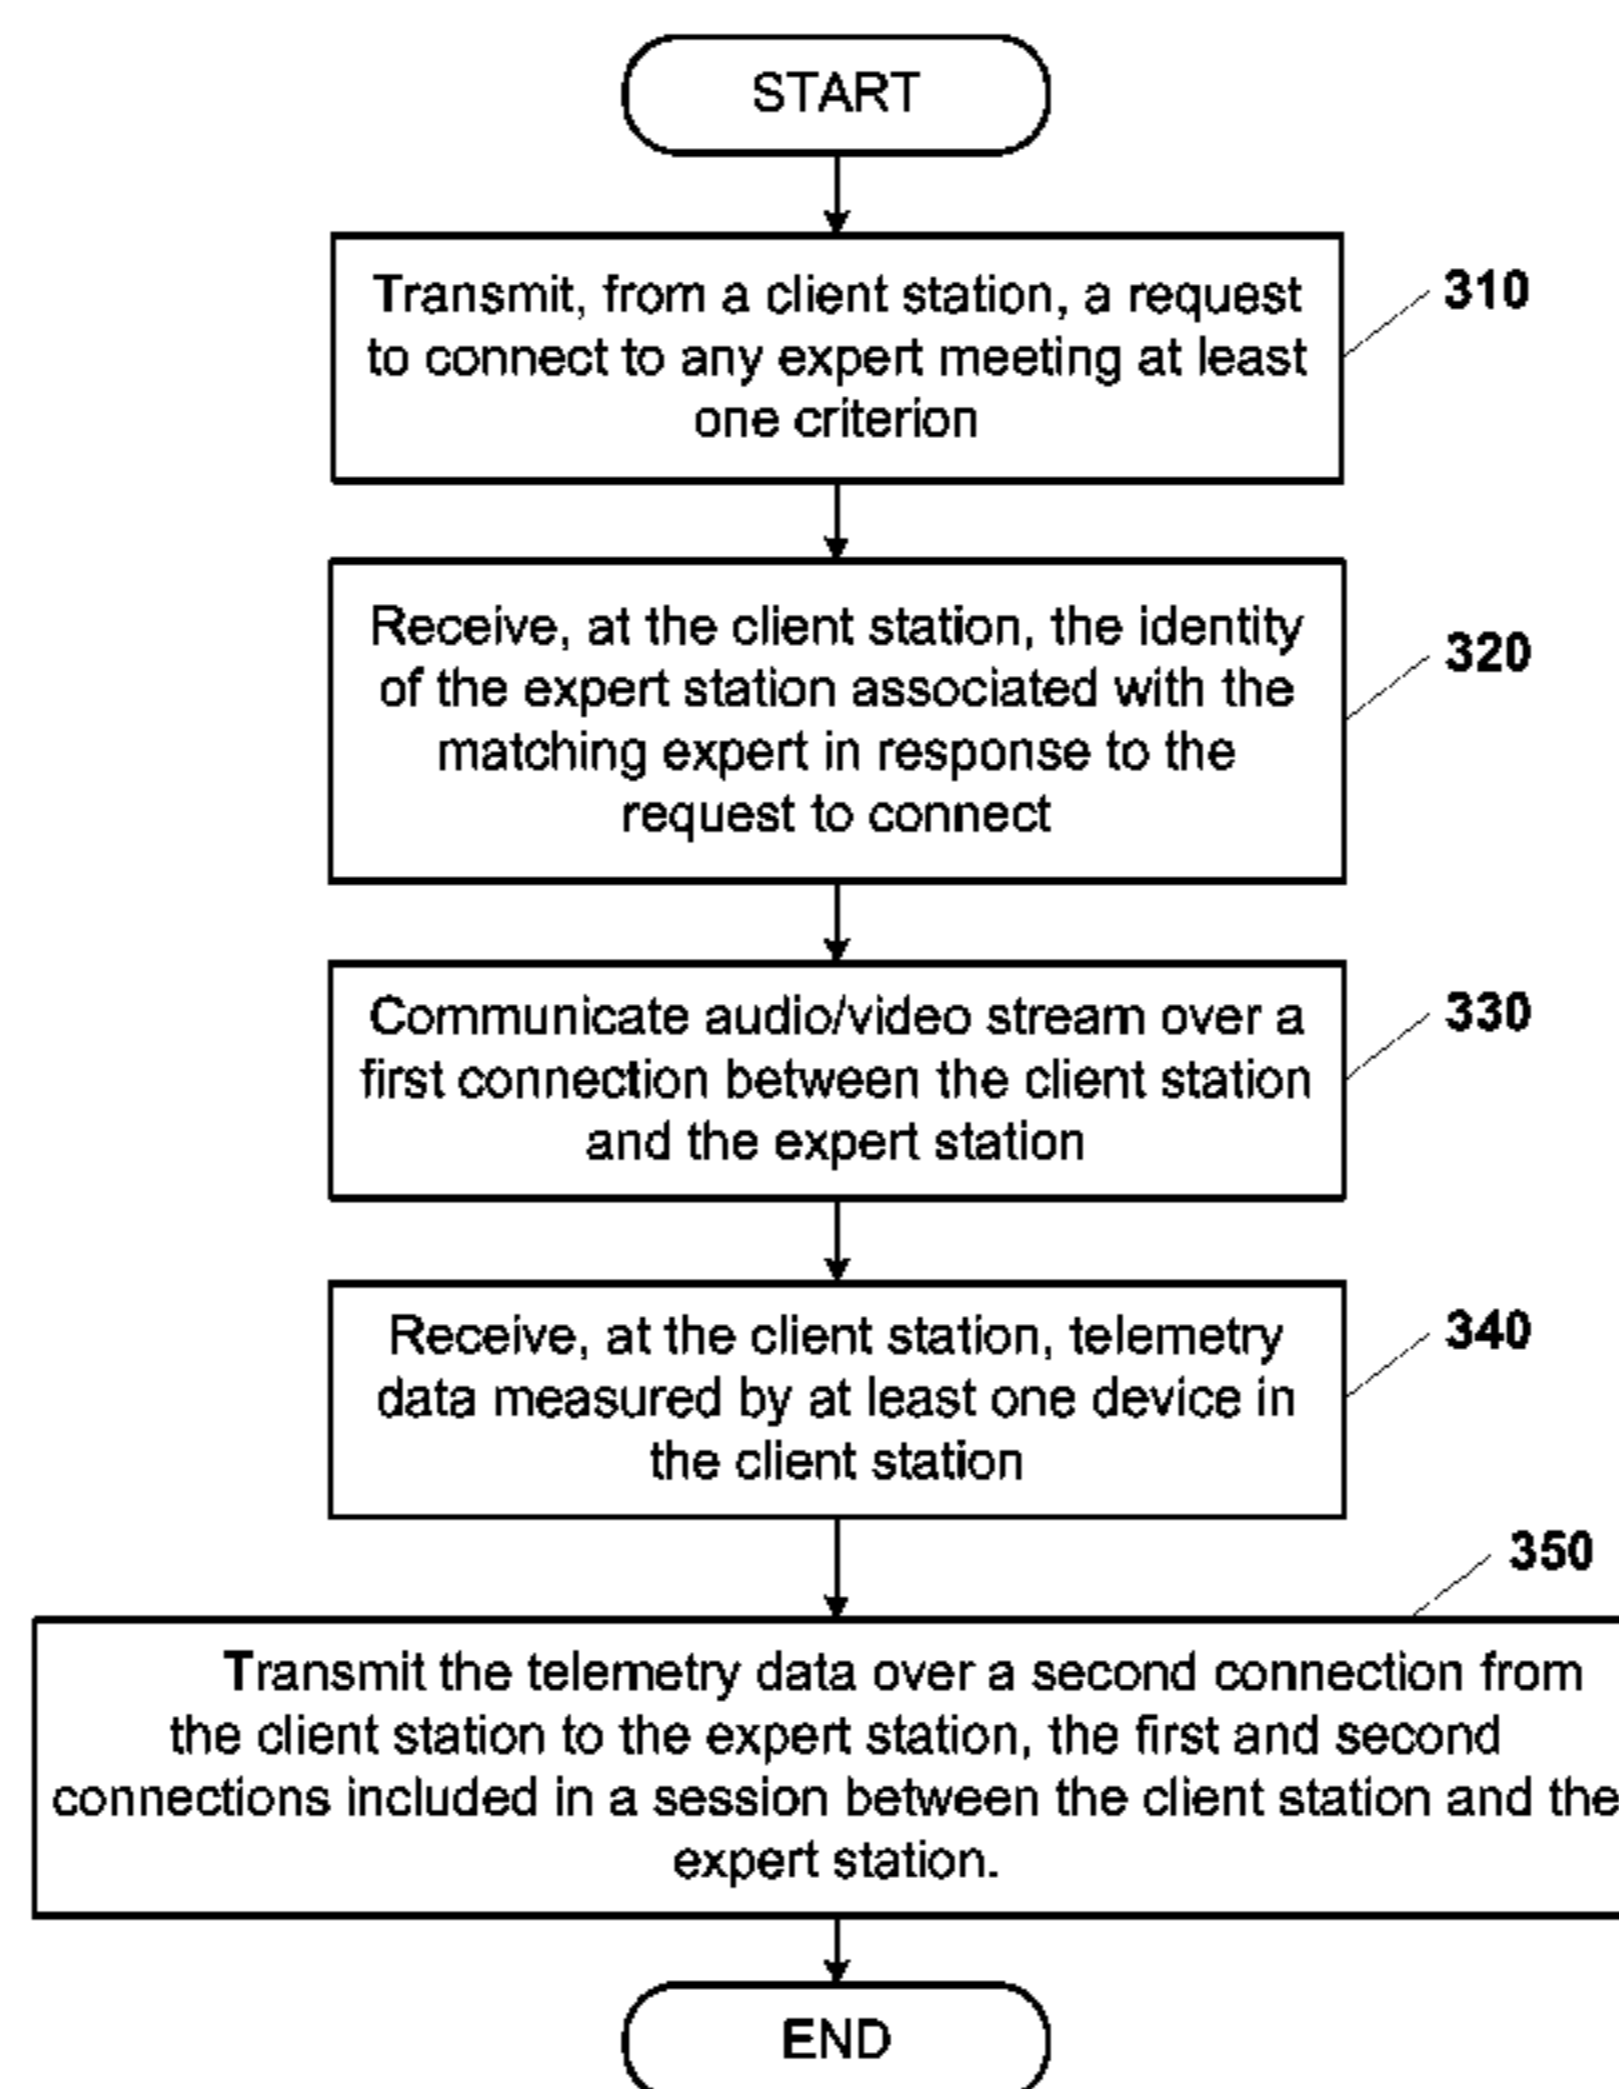 START
Transmit, from a client station, a request
to connect to any expert meeting at least
one criterion
310
Receive, at the client station, the identity
of the expert station associated with the
matching expert in response to the
request to connect
320
Communicate audio/video stream over a
first connection between the client station
and the expert station
330
Receive, at the client station, telemetry
data measured by at least one device in
the client station
340
350
Transmit the telemetry data over a second connection from
the client station to the expert station, the first and second
connections included in a session between the client station and the
expert station.
END